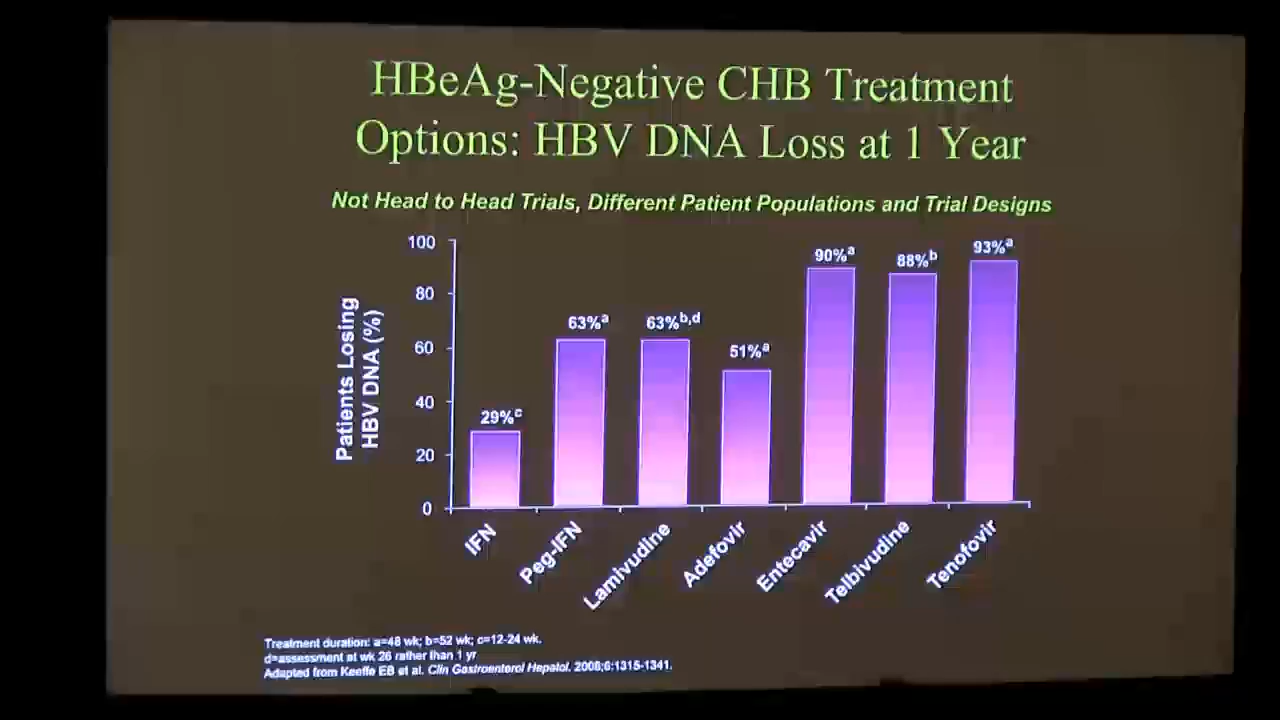 HBeAg-Negative CHB Treatment
Options: HBV DNA Loss at 1 Year
Not Head to Head Trials, Different Patient Populations and Trial Designs
Patients Losing
HBV DNA (%)
100
80
60
40
20
0
29%c
63%a
63%b,d
51%a
90%a
88%b
93%a
IFN
Peg-IFN
Lamivudine
Adefovir
Entecavir
Telbivudine
Tenofovir
Treatment duration: a=48 wk; b=52 wk; c=12-24 wk.
d=assessment at wk 26 rather than 1 yr
Adapted from Keeffe EB et al. Clin Gastroenterol Hepatol. 2008;6:1315-1341.